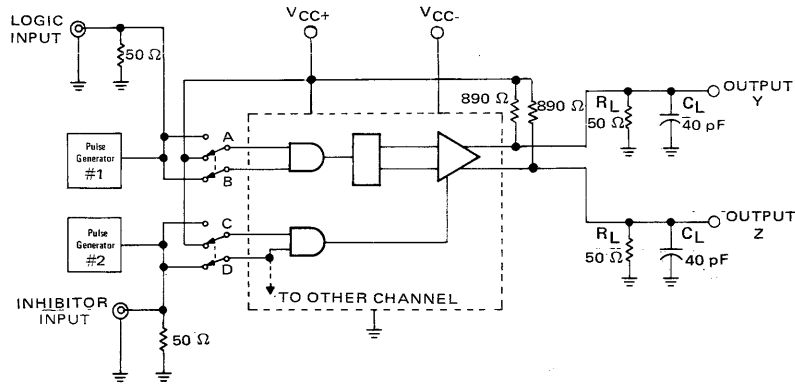 LOGIC
INPUT
50 Ω
VCC+
VCC-
890 Ω
890 Ω
RL
50 Ω
CL
40 pF
OUTPUT
Y
Pulse
Generator
#1
A
B
Pulse
Generator
#2
C
D
RL
50 Ω
CL
40 pF
OUTPUT
Z
TO OTHER CHANNEL
INHIBITOR
INPUT
50 Ω